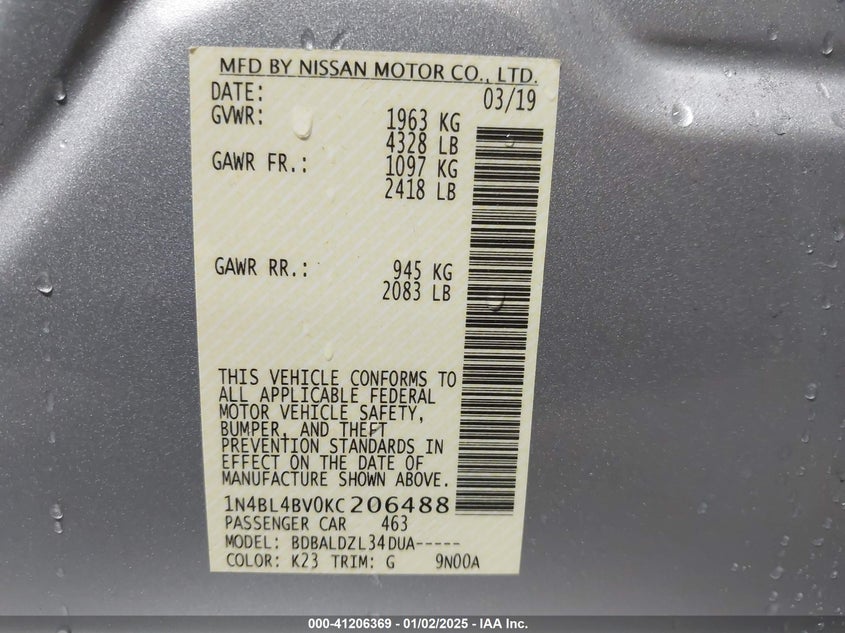 MFD BY NISSAN MOTOR CO., LTD.
DATE: 03/19
GVWR: 1963 KG
4328 LB
GAWR FR.: 1097 KG
2418 LB
GAWR RR.: 945 KG
2083 LB
THIS VEHICLE CONFORMS TO
ALL APPLICABLE FEDERAL
MOTOR VEHICLE SAFETY,
BUMPER, AND THEFT
PREVENTION STANDARDS IN
EFFECT ON THE DATE OF
MANUFACTURE SHOWN ABOVE.
1N4BL4BV0KC206488
PASSENGER CAR 463
MODEL: BDBALDZL34DUA-----
COLOR: K23 TRIM: G 9N00A
000-41206369 - 01/02/2025 - IAA Inc.